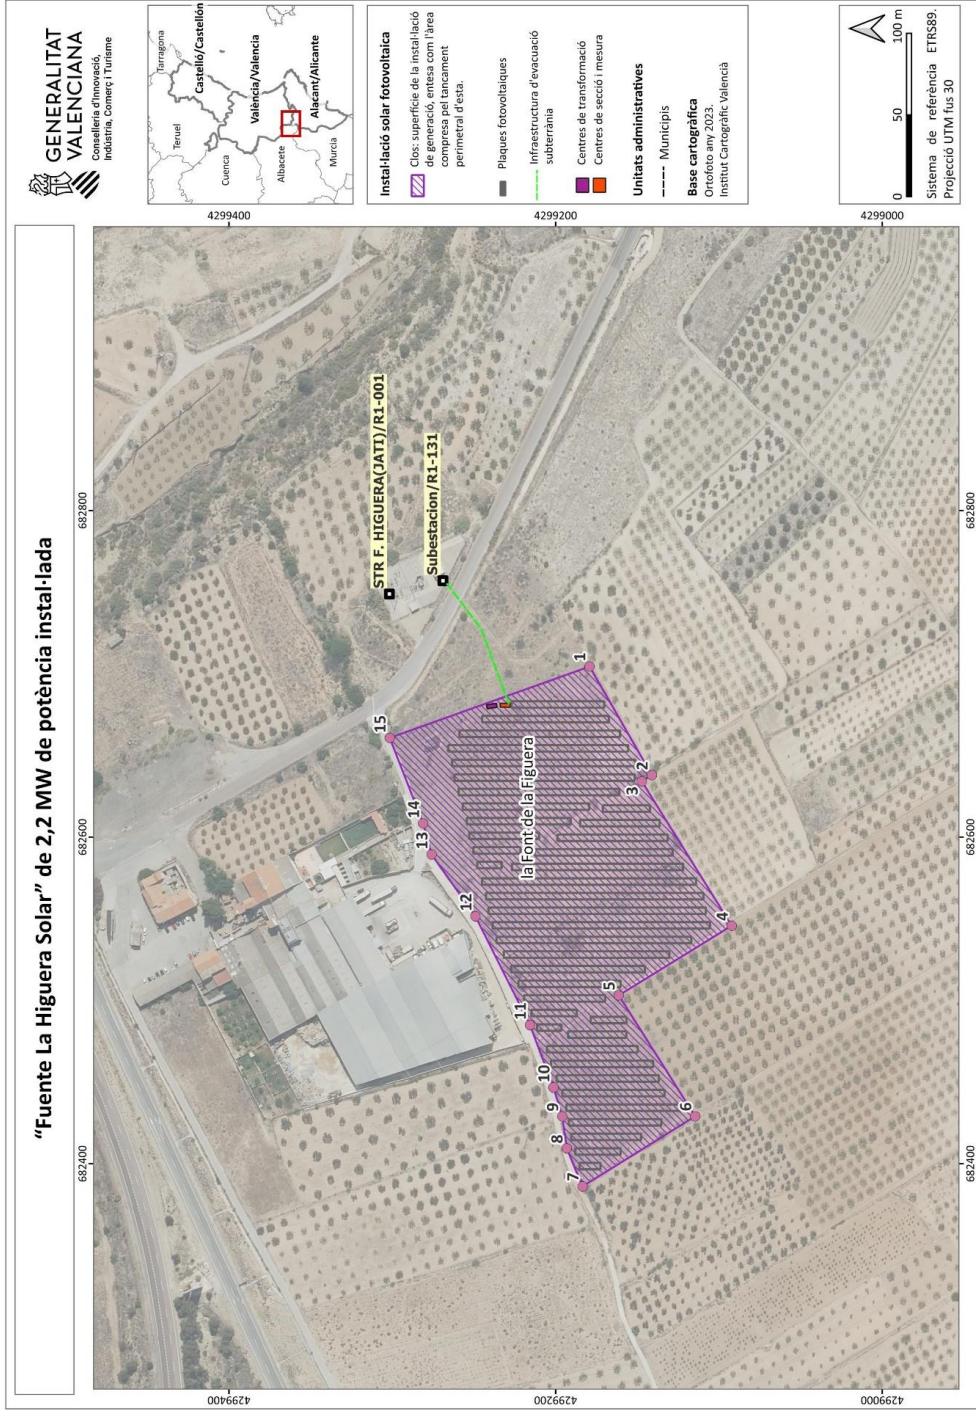 “Fuente La Higuera Solar” de 2,2 MW de potència instal·lada
GENERALITAT
VALENCIANA
Conselleria d'Innovació,
Indústria, Comerç i Turisme
Tarragona
Teruel
Castelló/Castellón
Cuenca
València/Valencia
Albacete
Alacant/Alicante
Murcia
Instal·lació solar fotovoltaica
Clos: superfície de la instal·lació
de generació, entesa com l'àrea
compresa pel tancament
perimetral d'esta.
Plaques fotovoltaiques
Infraestructura d'evacuació
subterrània
Centres de transformació
Centres de secció i mesura
Unitats administratives
Municipis
Base cartogràfica
Ortofoto any 2023.
Institut Cartogràfic Valencià
0 50 100 m
Sistema de referència ETRS89.
Projecció UTM fus 30
682400 682600 682800
4299400 4299400
4299200 4299200
4299000 4299000
682400 682600 682800
STR F. HIGUERA(JATI)/R1-001
Subestacion/R1-131
la Font de la Figuera
1
2
3
4
5
6
7
8
9
10
11
12
13
14
15